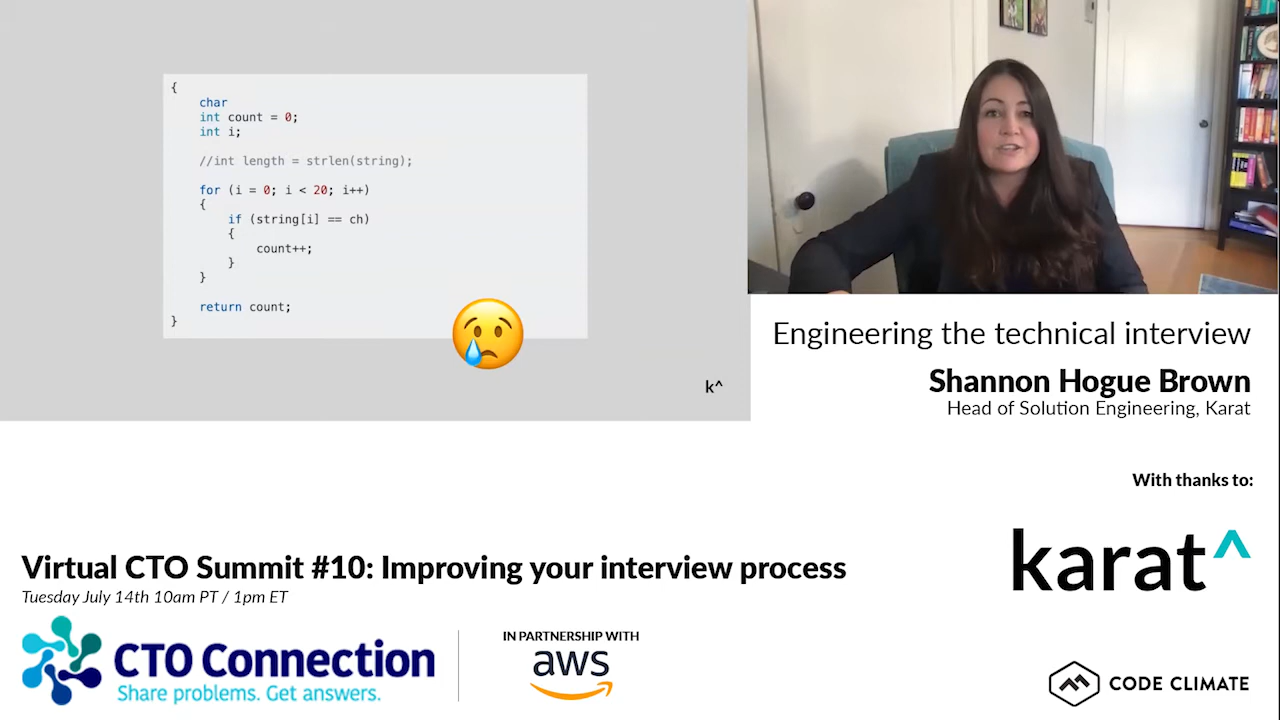 {
char
int count = 0;
int i;
//int length = strlen(string);
for (i = 0; i < 20; i++)
{
if (string[i] == ch)
{
count++;
}
}
return count;
}
k^
Engineering the technical interview
Shannon Hogue Brown
Head of Solution Engineering, Karat
With thanks to:
karat^
Virtual CTO Summit #10: Improving your interview process
Tuesday July 14th 10am PT / 1pm ET
CTO Connection
Share problems. Get answers.
IN PARTNERSHIP WITH
aws
CODE CLIMATE